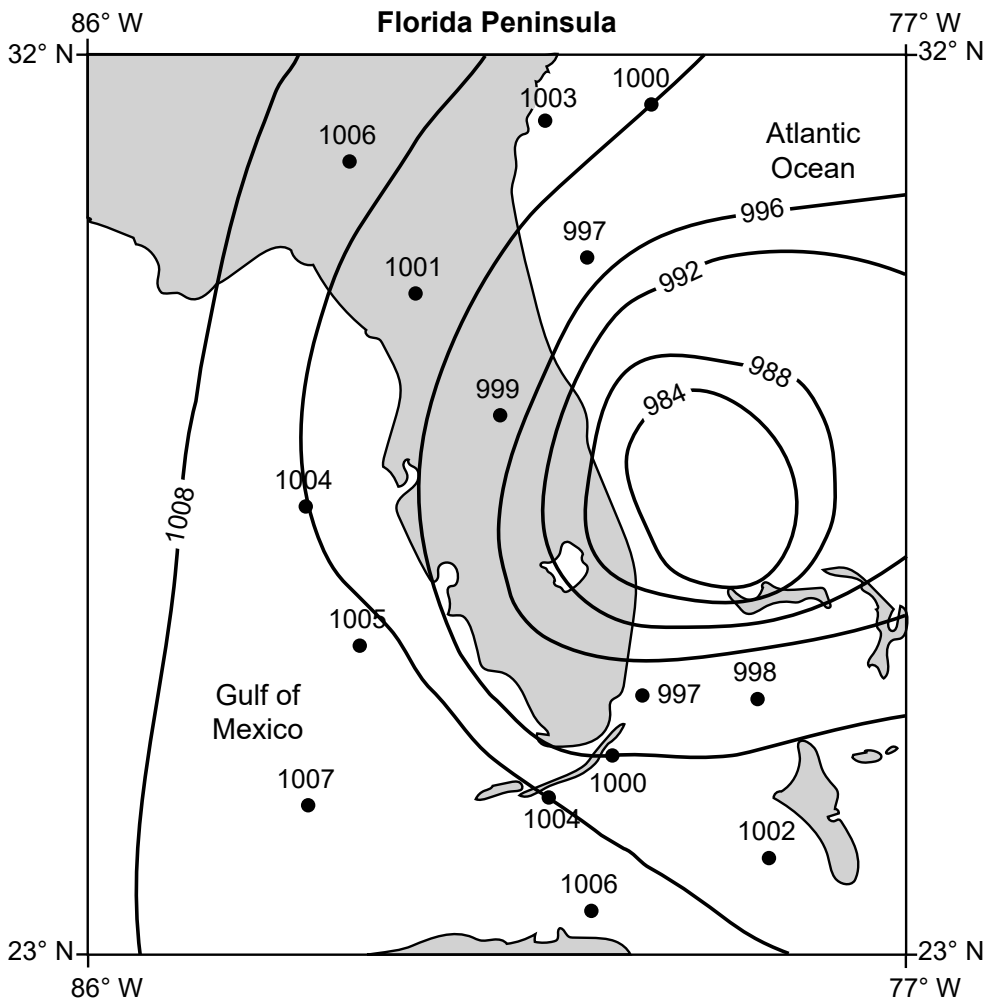 Florida Peninsula
86° W
77° W
32° N
32° N
1000
1003
1006
Atlantic
Ocean
996
997
1001
992
988
999
984
1004
1008
1005
998
997
Gulf of
Mexico
1007
1000
1004
1002
1006
23° N
23° N
86° W
77° W